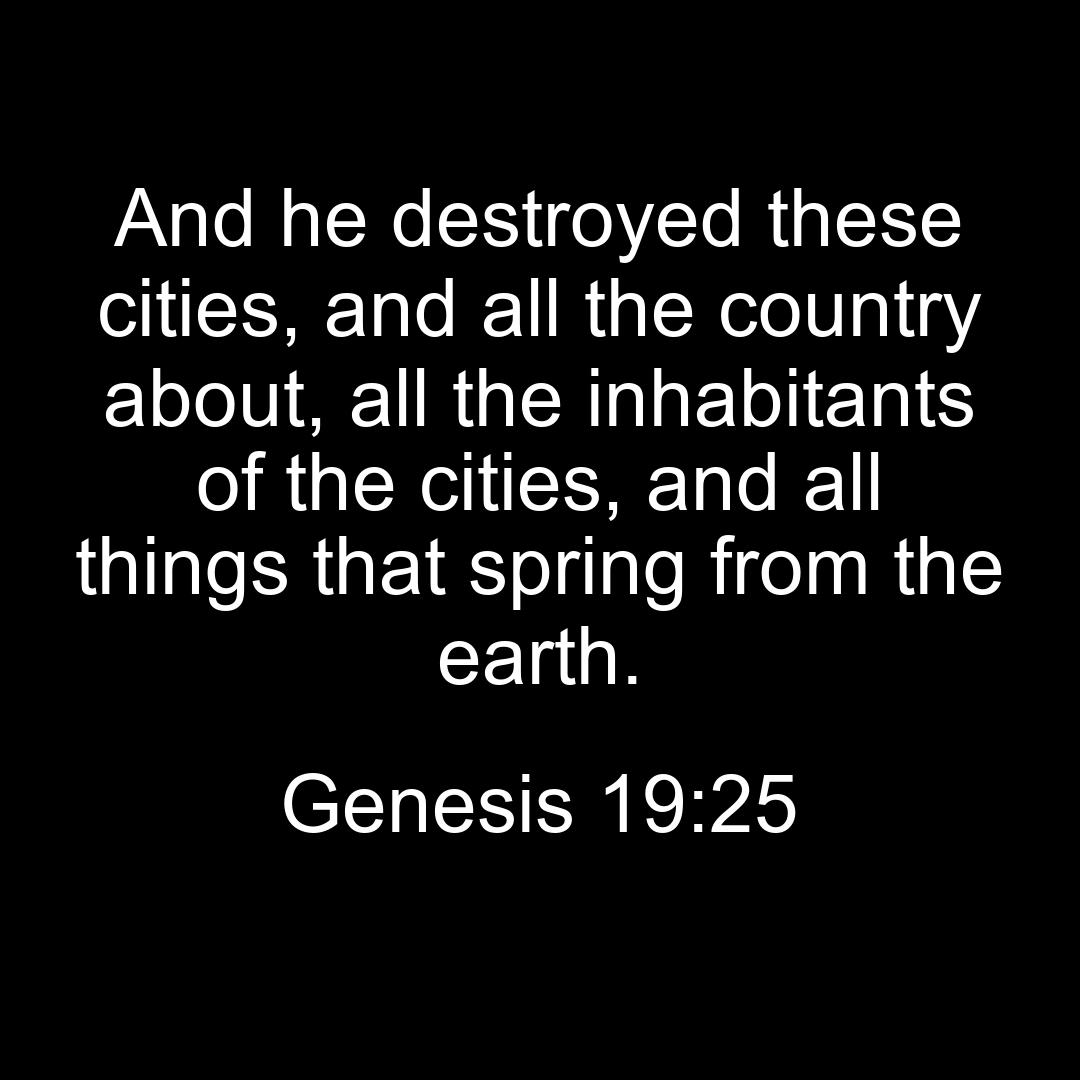 And he destroyed these
cities, and all the country
about, all the inhabitants
of the cities, and all
things that spring from the
earth.
Genesis 19:25